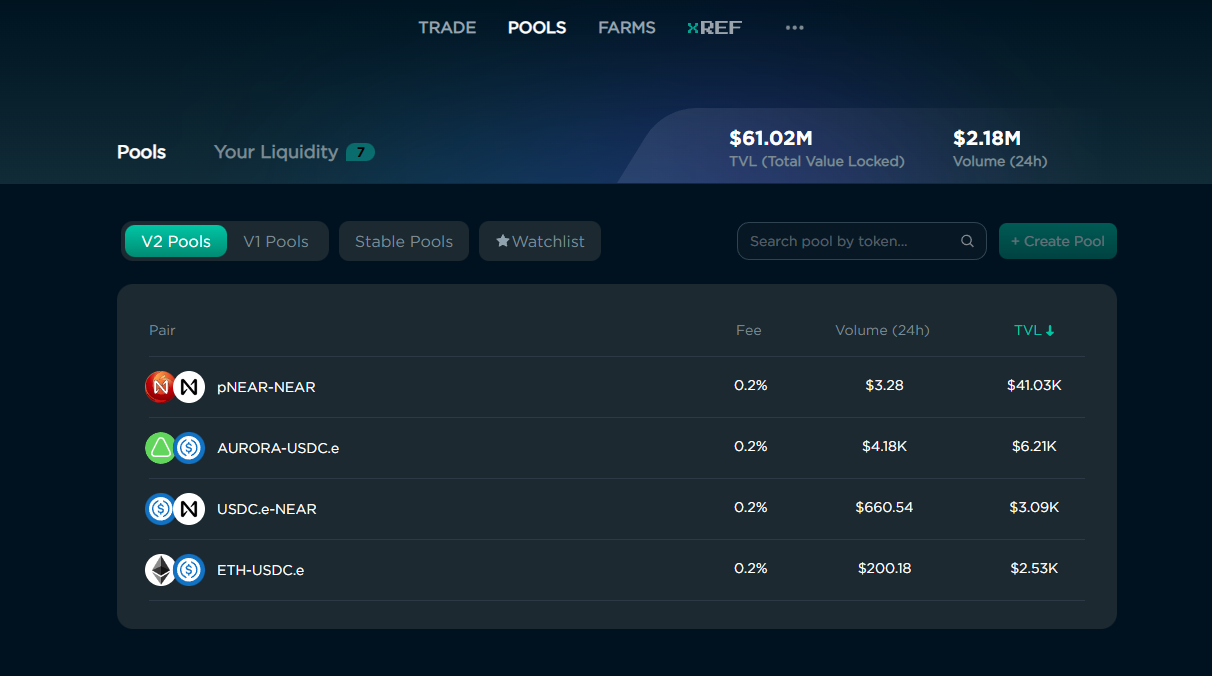 TRADE POOLS FARMS xREF •••
$61.02M $2.18M
Pools Your Liquidity 7
TVL (Total Value Locked) Volume (24h)
V2 Pools V1 Pools Stable Pools Watchlist Search pool by token... + Create Pool
Pair Fee Volume (24h) TVL
pNEAR-NEAR 0.2% $3.28 $41.03K
AURORA-USDC.e 0.2% $4.18K $6.21K
USDC.e-NEAR 0.2% $660.54 $3.09K
ETH-USDC.e 0.2% $200.18 $2.53K